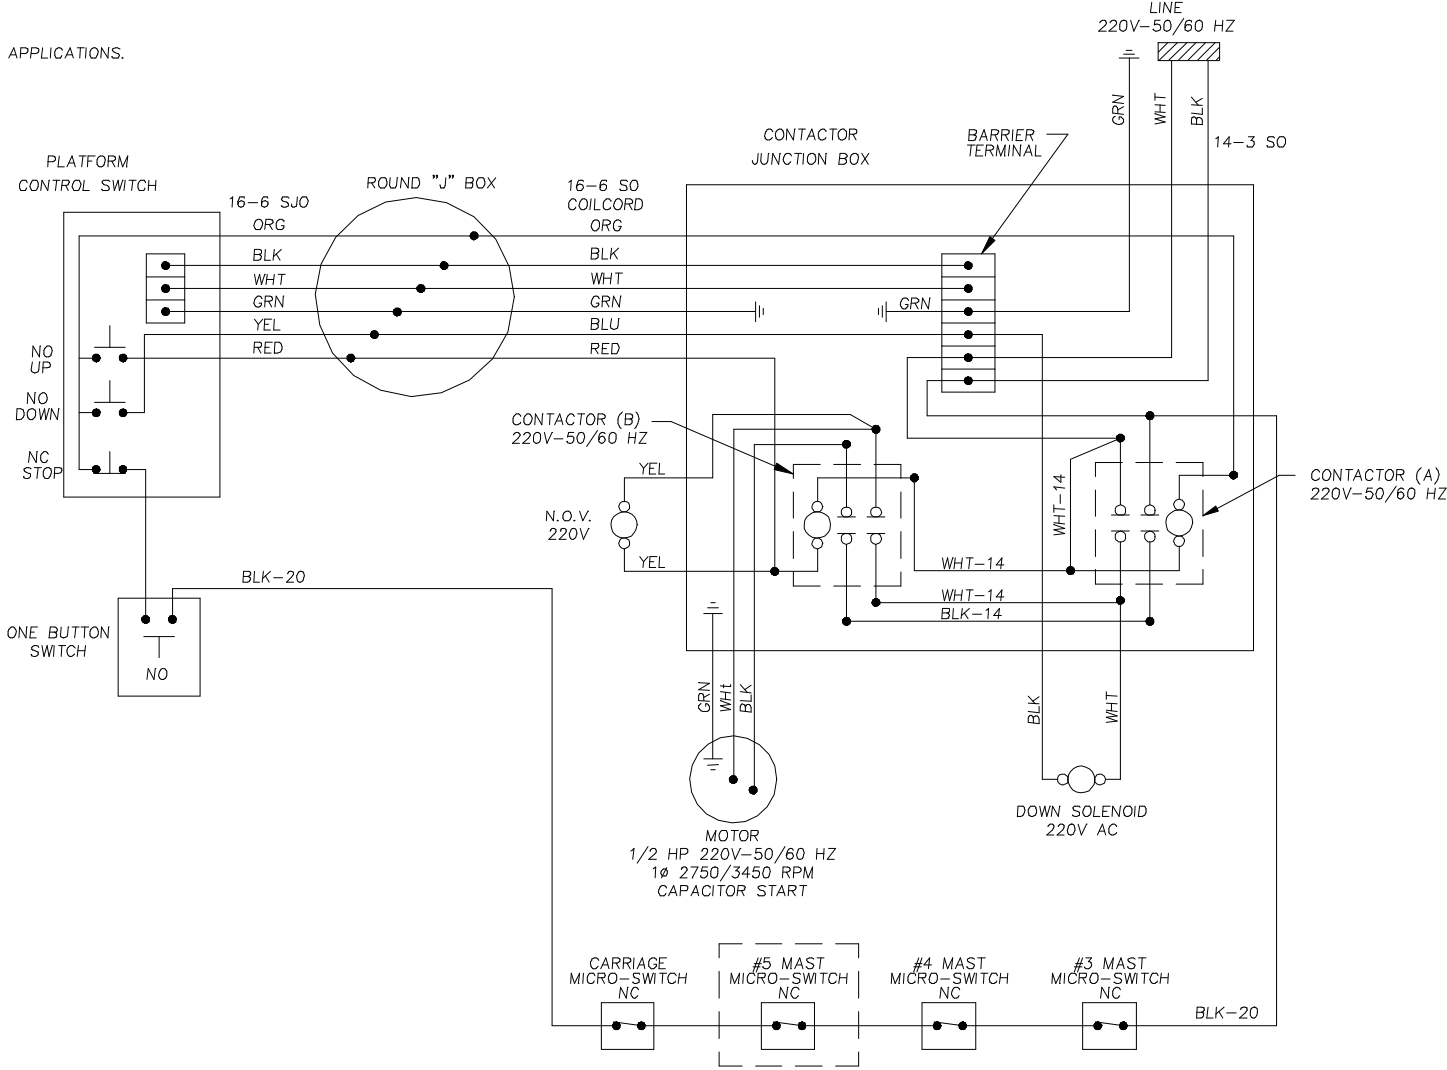 LINE
220V-50/60 HZ
APPLICATIONS.
GRN
WHT
BLK
14-3 SO
CONTACTOR
JUNCTION BOX
BARRIER
TERMINAL
PLATFORM
CONTROL SWITCH
ROUND "J" BOX
16-6 SJO
16-6 SO
COILCORD
ORG
ORG
BLK
BLK
WHT
WHT
GRN
GRN
GRN
YEL
BLU
RED
RED
NO
UP
NO
DOWN
NC
STOP
CONTACTOR (B)
220V-50/60 HZ
YEL
N.O.V.
220V
YEL
WHT-14
CONTACTOR (A)
220V-50/60 HZ
WHT-14
WHT-14
BLK-14
BLK-20
ONE BUTTON
SWITCH
NO
GRN
WHt
BLK
BLK
WHT
MOTOR
1/2 HP 220V-50/60 HZ
1ø 2750/3450 RPM
CAPACITOR START
DOWN SOLENOID
220V AC
CARRIAGE
MICRO-SWITCH
NC
#5 MAST
MICRO-SWITCH
NC
#4 MAST
MICRO-SWITCH
NC
#3 MAST
MICRO-SWITCH
NC
BLK-20